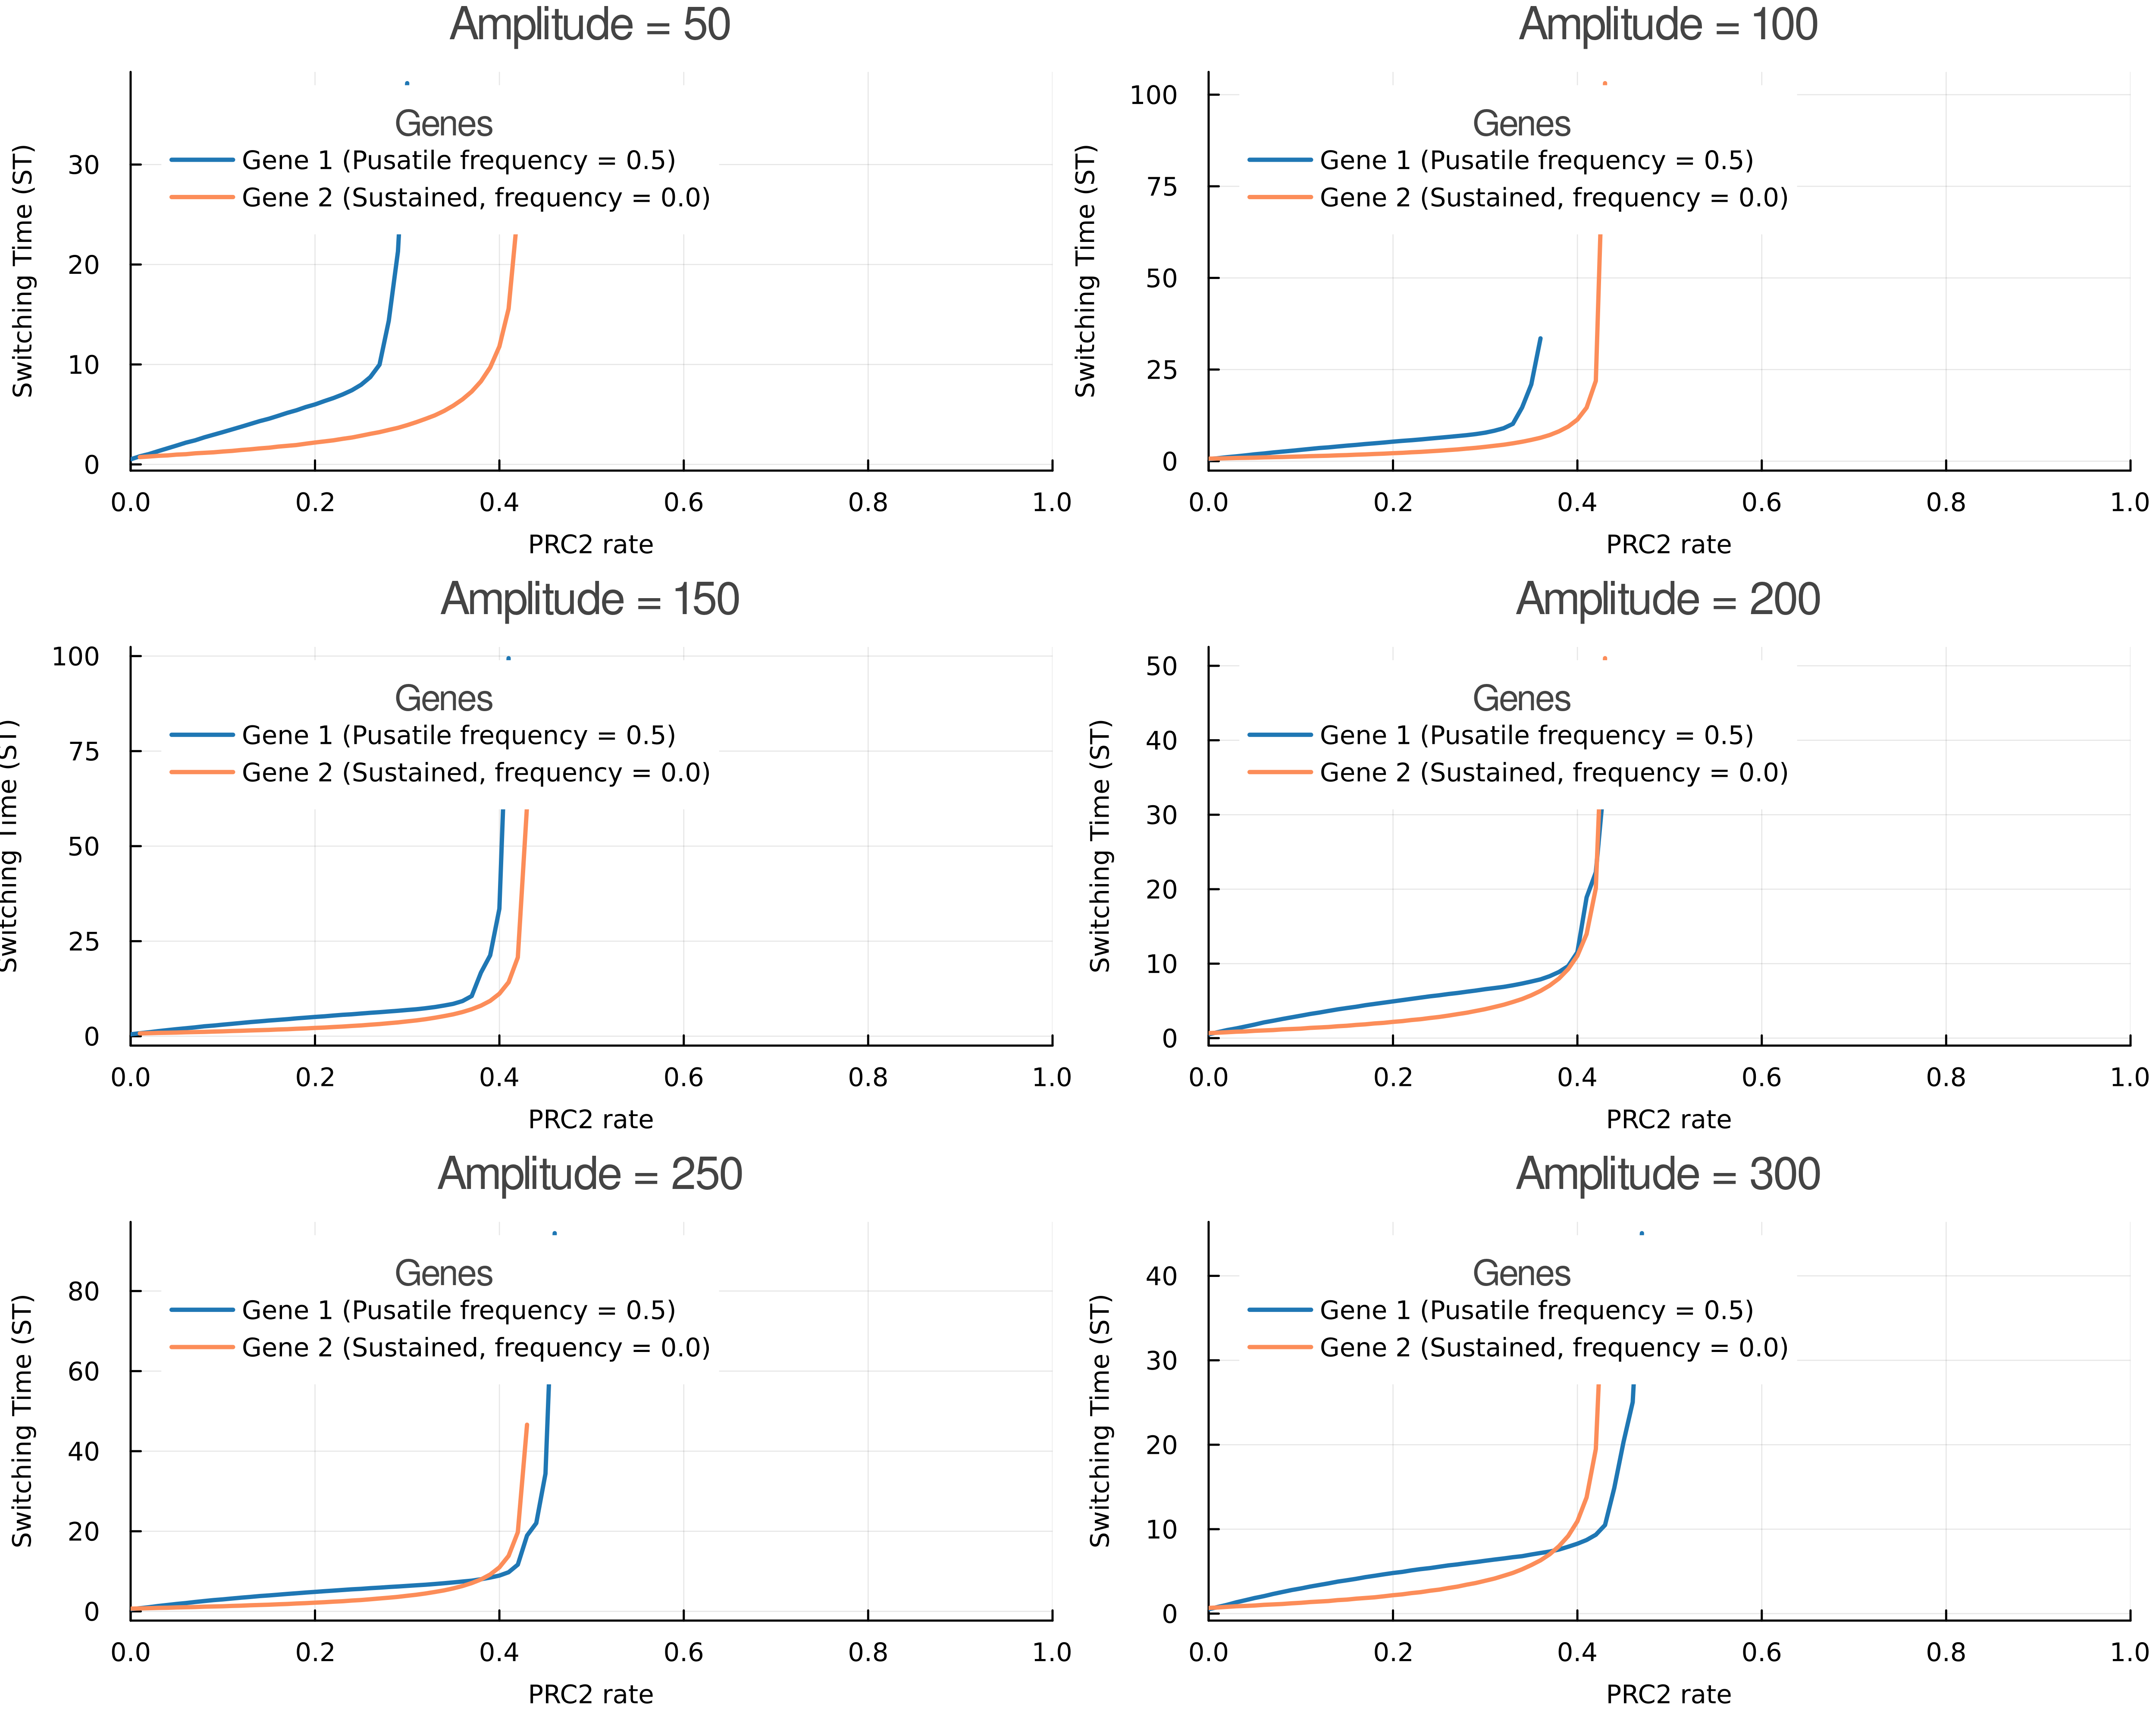 Amplitude = 50
Switching Time (ST)
30
20
10
0
Genes
Gene 1 (Pusatile frequency = 0.5)
Gene 2 (Sustained, frequency = 0.0)
0.0 0.2 0.4 0.6 0.8 1.0
PRC2 rate
Amplitude = 100
Switching Time (ST)
100
75
50
25
0
Genes
Gene 1 (Pusatile frequency = 0.5)
Gene 2 (Sustained, frequency = 0.0)
0.0 0.2 0.4 0.6 0.8 1.0
PRC2 rate
Amplitude = 150
Switching Time (ST)
100
75
50
25
0
Genes
Gene 1 (Pusatile frequency = 0.5)
Gene 2 (Sustained, frequency = 0.0)
0.0 0.2 0.4 0.6 0.8 1.0
PRC2 rate
Amplitude = 200
Switching Time (ST)
50
40
30
20
10
0
Genes
Gene 1 (Pusatile frequency = 0.5)
Gene 2 (Sustained, frequency = 0.0)
0.0 0.2 0.4 0.6 0.8 1.0
PRC2 rate
Amplitude = 250
Switching Time (ST)
80
60
40
20
0
Genes
Gene 1 (Pusatile frequency = 0.5)
Gene 2 (Sustained, frequency = 0.0)
0.0 0.2 0.4 0.6 0.8 1.0
PRC2 rate
Amplitude = 300
Switching Time (ST)
40
30
20
10
0
Genes
Gene 1 (Pusatile frequency = 0.5)
Gene 2 (Sustained, frequency = 0.0)
0.0 0.2 0.4 0.6 0.8 1.0
PRC2 rate